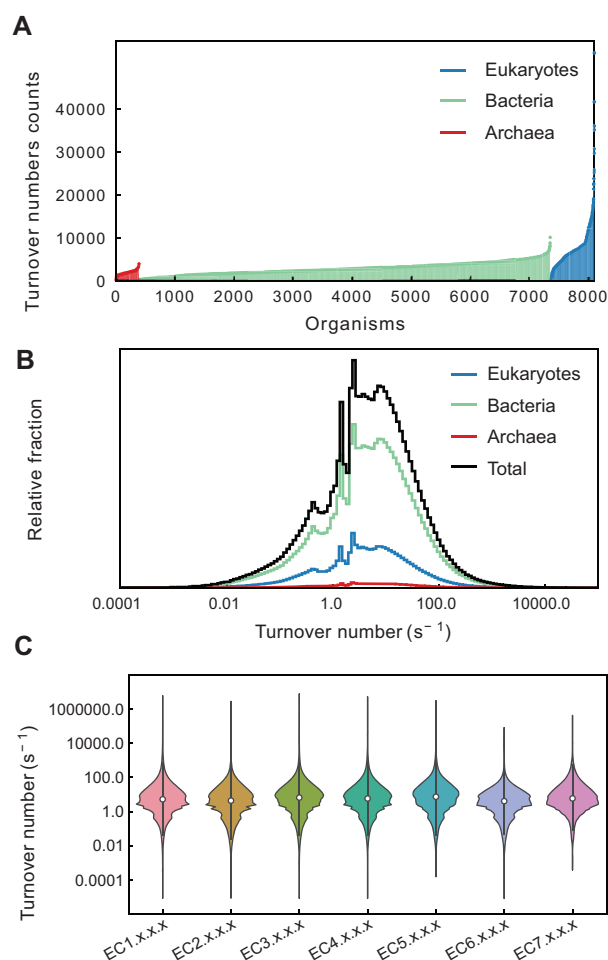 A
Turnover numbers counts
40000
30000
20000
10000
0
Eukaryotes
Bacteria
Archaea
0 1000 2000 3000 4000 5000 6000 7000 8000
Organisms
B
Relative fraction
Eukaryotes
Bacteria
Archaea
Total
0.0001 0.01 1.0 100.0 10000.0
Turnover number (s⁻¹)
C
Turnover number (s⁻¹)
1000000.0
10000.0
100.0
1.0
0.01
0.0001
EC1.x.x.x EC2.x.x.x EC3.x.x.x EC4.x.x.x EC5.x.x.x EC6.x.x.x EC7.x.x.x